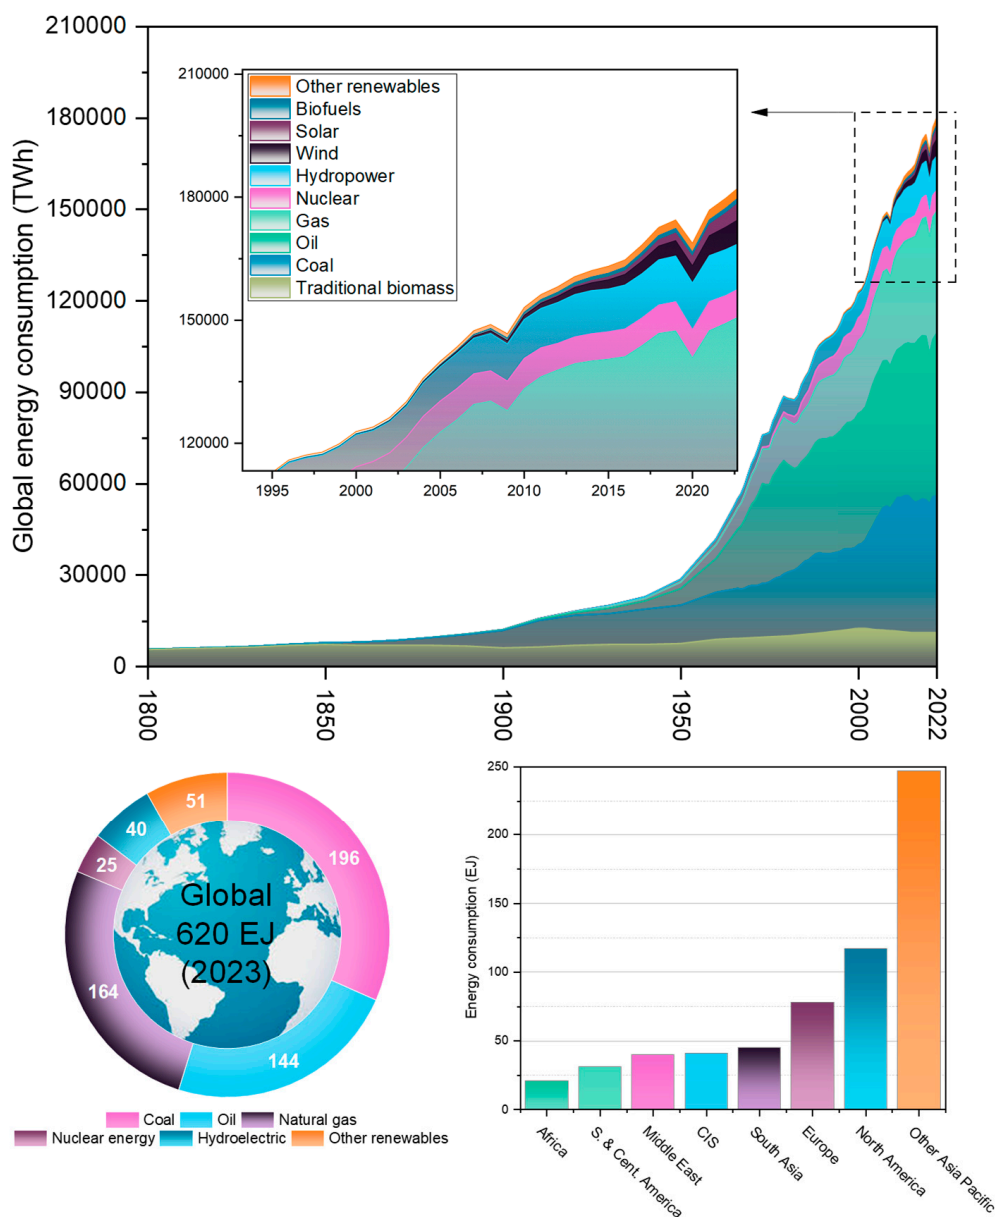 Global energy consumption (TWh)
210000
180000
150000
120000
90000
60000
30000
0
1800
1850
1900
1950
2000
2022
210000
180000
150000
120000
1995
2000
2005
2010
2015
2020
Other renewables
Biofuels
Solar
Wind
Hydropower
Nuclear
Gas
Oil
Coal
Traditional biomass
51
40
25
196
164
144
Global
620 EJ
(2023)
Coal
Oil
Natural gas
Nuclear energy
Hydroelectric
Other renewables
Energy consumption (EJ)
250
200
150
100
50
0
Africa
S. & Cent. America
Middle East
CIS
South Asia
Europe
North America
Other Asia Pacific